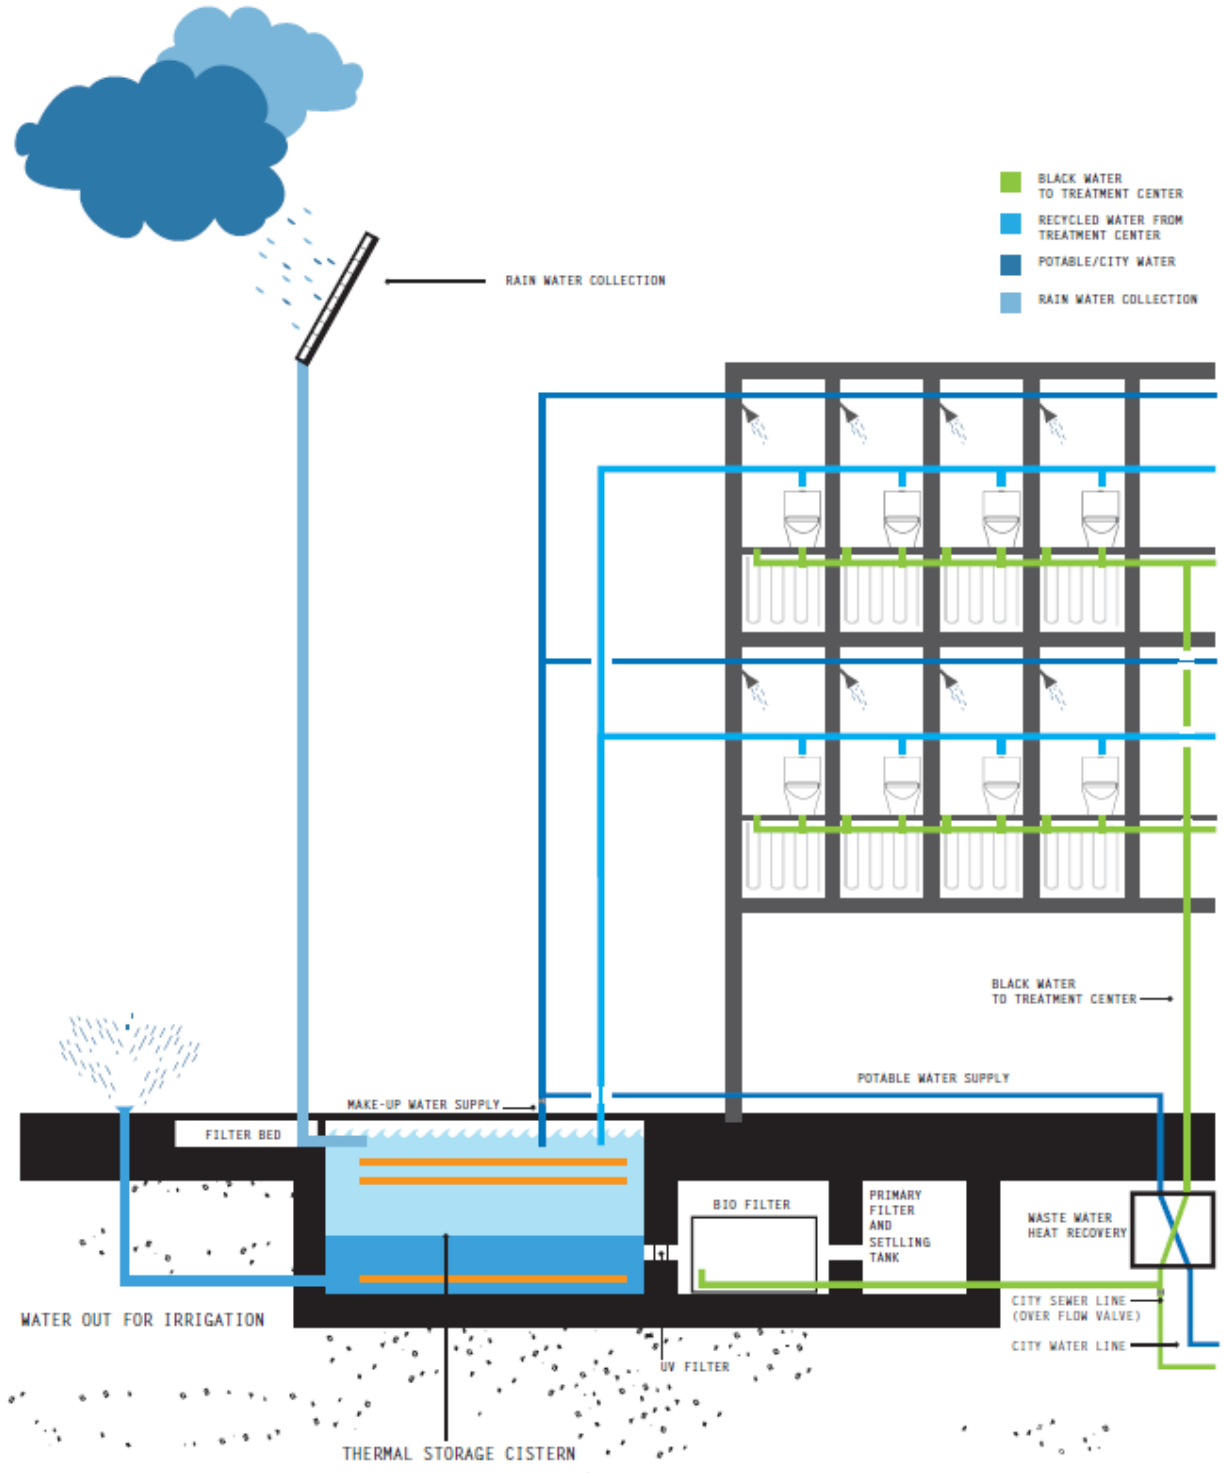 BLACK WATER
TO TREATMENT CENTER
RECYCLED WATER FROM
TREATMENT CENTER
POTABLE/CITY WATER
RAIN WATER COLLECTION
RAIN WATER COLLECTION
BLACK WATER
TO TREATMENT CENTER
POTABLE WATER SUPPLY
MAKE-UP WATER SUPPLY
FILTER BED
BIO FILTER
PRIMARY
FILTER
AND
SETLLING
TANK
WASTE WATER
HEAT RECOVERY
CITY SEWER LINE
(OVER FLOW VALVE)
CITY WATER LINE
WATER OUT FOR IRRIGATION
UV FILTER
THERMAL STORAGE CISTERN